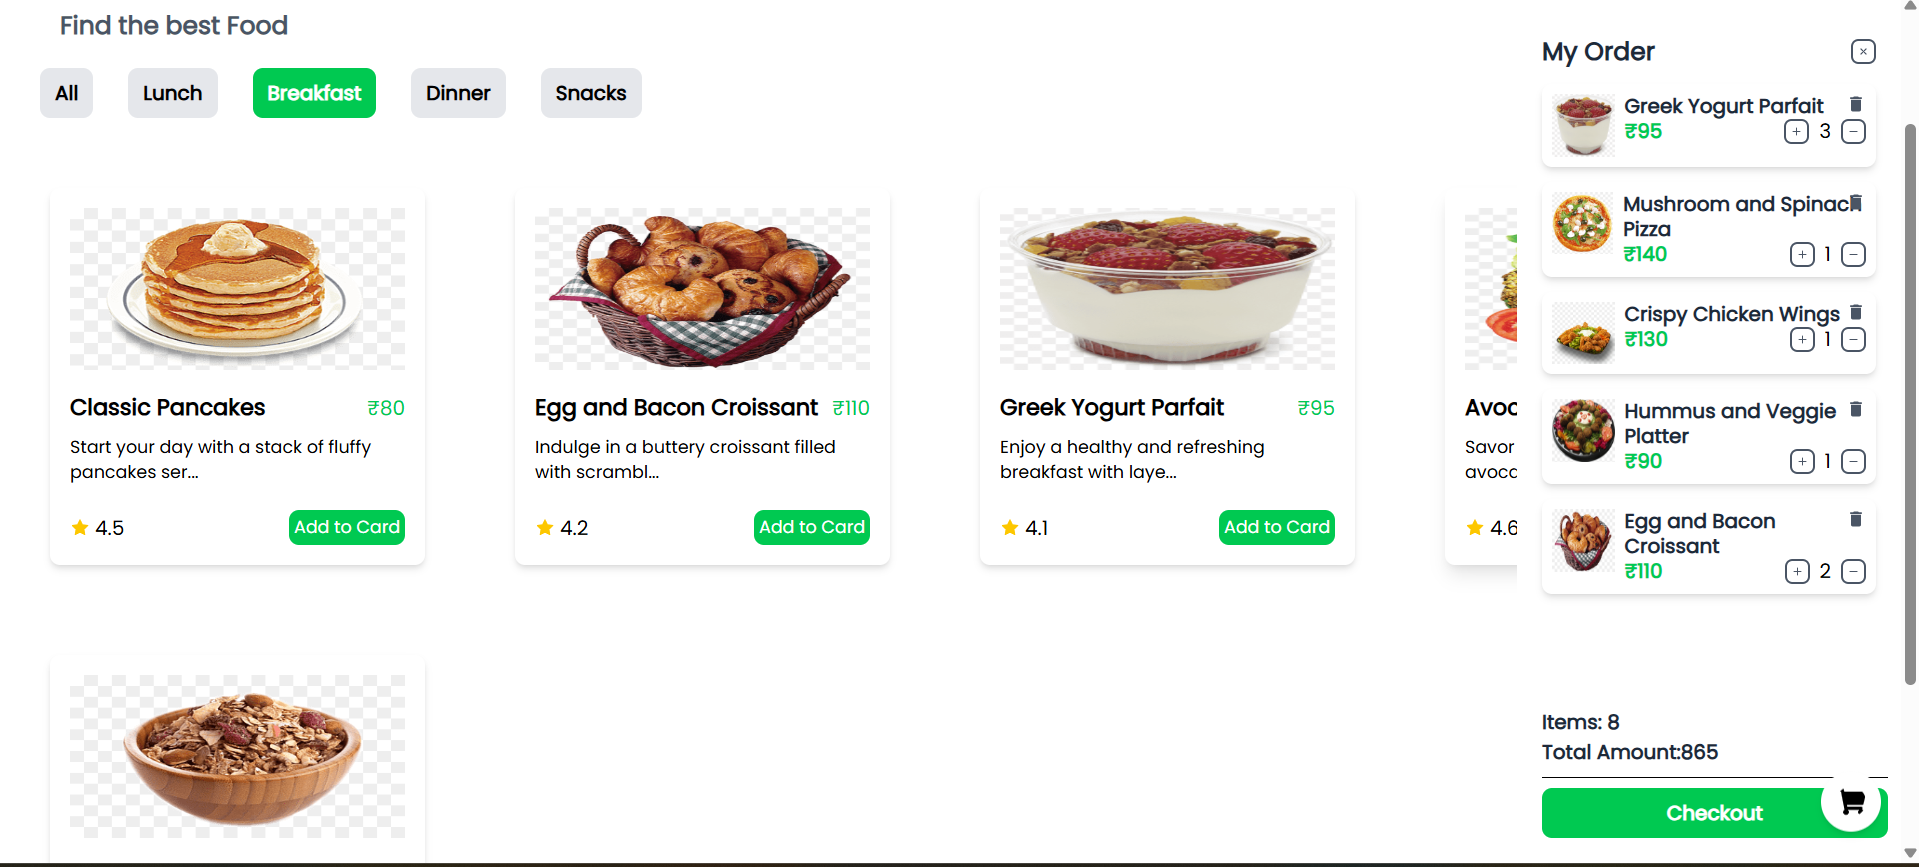 Find the best Food
All
Lunch
Breakfast
Dinner
Snacks
Classic Pancakes ₹80
Start your day with a stack of fluffy
pancakes ser...
4.5
Add to Card
Egg and Bacon Croissant ₹110
Indulge in a buttery croissant filled
with scrambl...
4.2
Add to Card
Greek Yogurt Parfait ₹95
Enjoy a healthy and refreshing
breakfast with laye...
4.1
Add to Card
Avoc
Savor
avoca
4.6
My Order
Greek Yogurt Parfait
₹95
+ 3 −
Mushroom and Spinach
Pizza
₹140
+ 1 −
Crispy Chicken Wings
₹130
+ 1 −
Hummus and Veggie
Platter
₹90
+ 1 −
Egg and Bacon
Croissant
₹110
+ 2 −
Items: 8
Total Amount:865
Checkout